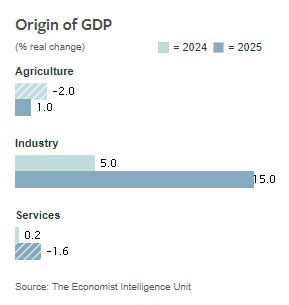 Origin of GDP
(% real change) = 2024 = 2025
Agriculture
-2.0
1.0
Industry
5.0
15.0
Services
0.2
-1.6
Source: The Economist Intelligence Unit